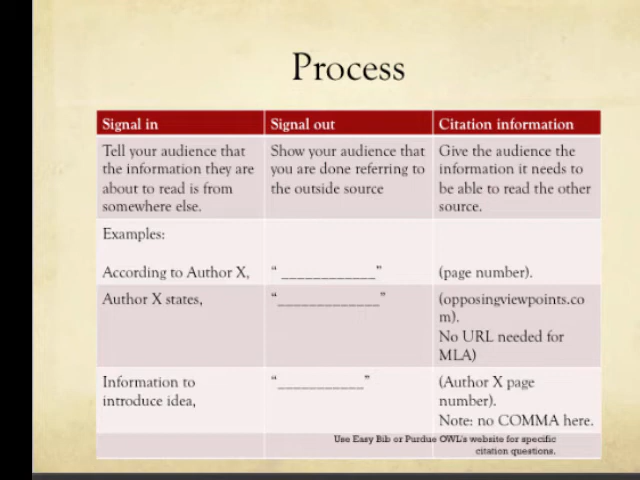 Process
Signal in
Signal out
Citation information
Tell your audience that
the information they are
about to read is from
somewhere else.
Show your audience that
you are done referring to
the outside source
Give the audience the
information it needs to
be able to read the other
source.
Examples:
According to Author X,
“ ____________”
(page number).
Author X states,
“_____________”
(opposingviewpoints.co
m).
No URL needed for
MLA)
Information to
introduce idea,
“___________”
(Author X page
number).
Note: no COMMA here.
Use Easy Bib or Purdue OWL's website for specific
citation questions.